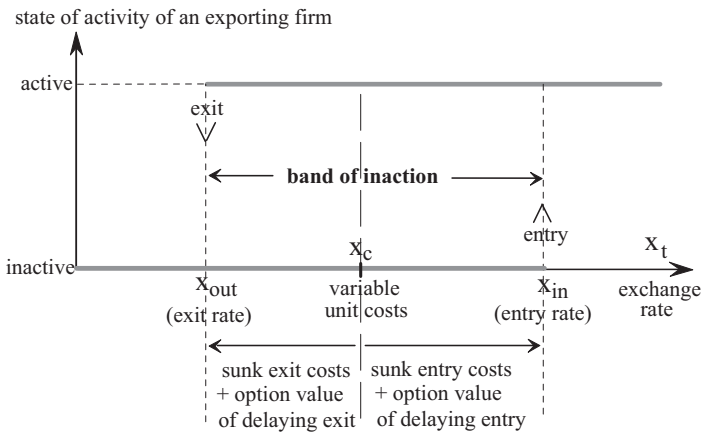 state of activity of an exporting firm
active
exit
band of inaction
entry
inactive
x_c
x_t
x_out
(exit rate)
variable
unit costs
x_in
(entry rate)
exchange
rate
sunk exit costs
+ option value
of delaying exit
sunk entry costs
+ option value
of delaying entry